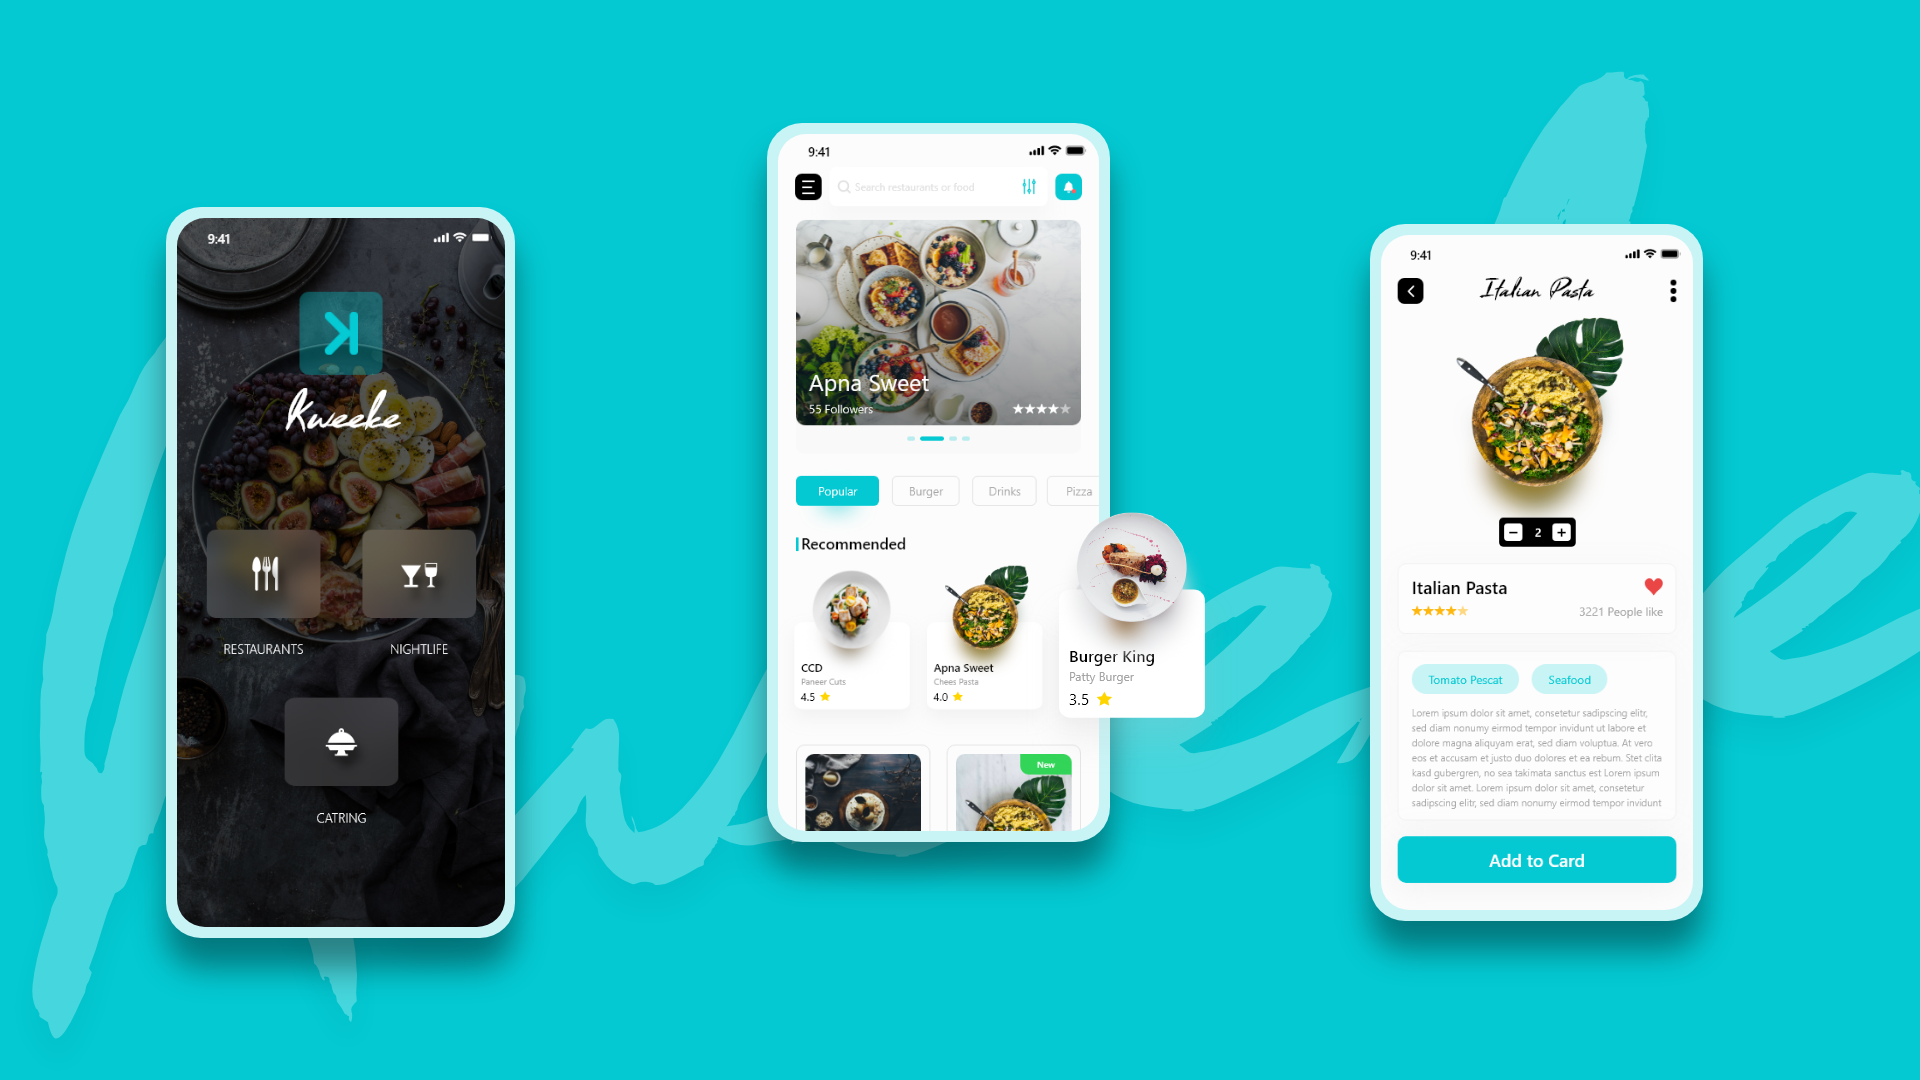 9:41
Kweeke
RESTAURANTS
NIGHTLIFE
CATRING
9:41
Search restaurants or food
Apna Sweet
55 Followers
Popular
Burger
Drinks
Pizza
Recommended
CCD
Paneer Cuts
4.5
Apna Sweet
Chees Pasta
4.0
Burger King
Patty Burger
3.5
New
9:41
Italian Pasta
2
Italian Pasta
3221 People like
Tomato Pescat
Seafood
Lorem ipsum dolor sit amet, consetetur sadipscing elitr,
sed diam nonumy eirmod tempor invidunt ut labore et
dolore magna aliquyam erat, sed diam voluptua. At vero
eos et accusam et justo duo dolores et ea rebum. Stet clita
kasd gubergren, no sea takimata sanctus est Lorem ipsum
dolor sit amet. Lorem ipsum dolor sit amet, consetetur
sadipscing elitr, sed diam nonumy eirmod tempor invidunt
Add to Card